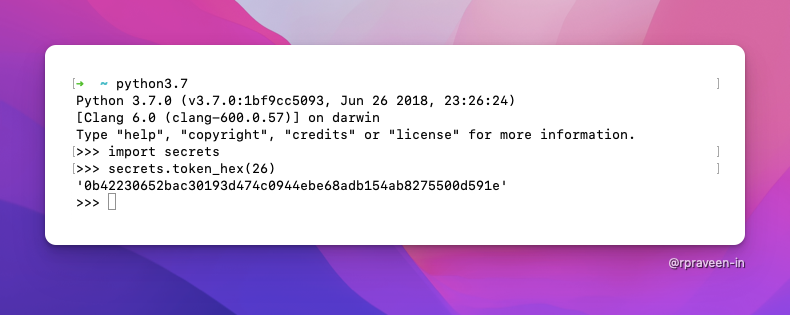 [➜  ~ python3.7 ]
Python 3.7.0 (v3.7.0:1bf9cc5093, Jun 26 2018, 23:26:24)
[Clang 6.0 (clang-600.0.57)] on darwin
Type "help", "copyright", "credits" or "license" for more information.
[>>> import secrets ]
[>>> secrets.token_hex(26) ]
'0b42230652bac30193d474c0944ebe68adb154ab8275500d591e'
>>>
@rpraveen-in